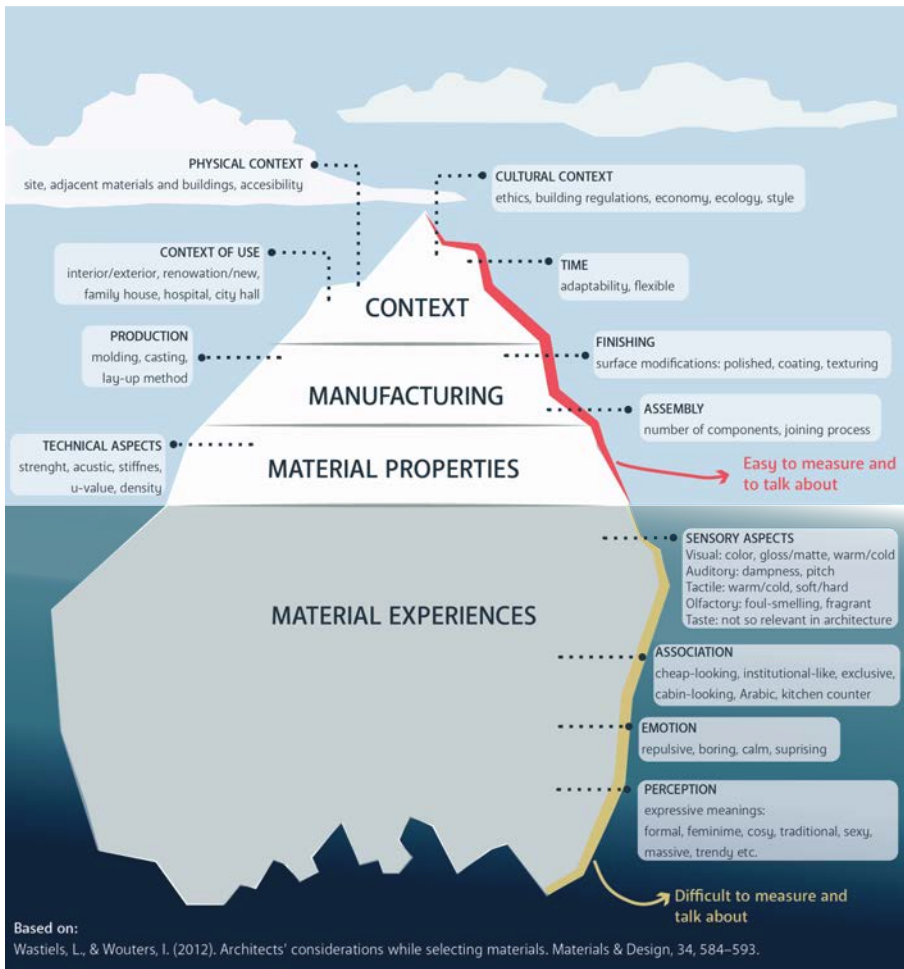 PHYSICAL CONTEXT
site, adjacent materials and buildings, accesibility
CULTURAL CONTEXT
ethics, building regulations, economy, ecology, style
CONTEXT OF USE
interior/exterior, renowation/new,
family house, hospital, city hall
TIME
adaptability, flexible
CONTEXT
PRODUCTION
molding, casting,
lay-up method
FINISHING
surface modifications: polished, coating, texturing
MANUFACTURING
ASSEMBLY
number of components, joining process
TECHNICAL ASPECTS
strenght, acustic, stiffnes,
u-value, density
MATERIAL PROPERTIES
Easy to measure and
to talk about
SENSORY ASPECTS
Visual: color, gloss/matte, warm/cold
Auditory: dampness, pitch
Tactile: warm/cold, soft/hard
Olfactory: foul-smelling, fragrant
Taste: not so relevant in architecture
MATERIAL EXPERIENCES
ASSOCIATION
cheap-looking, institutional-like, exclusive,
cabin-looking, Arabic, kitchen counter
EMOTION
repulsive, boring, calm, suprising
PERCEPTION
expressive meanings:
formal, feminime, cosy, traditional, sexy,
massive, trendy etc.
Difficult to measure and
talk about
Based on:
Wastiels, L., & Wouters, I. (2012). Architects' considerations while selecting materials. Materials & Design, 34, 584–593.